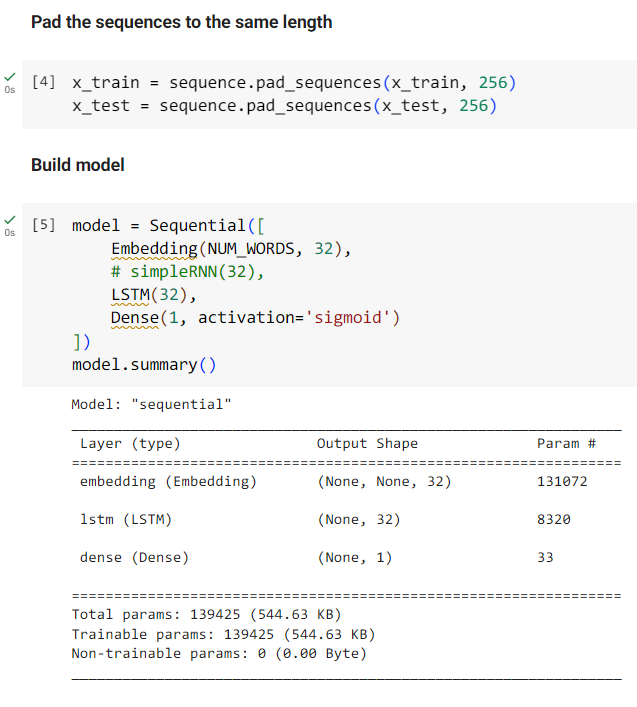 Pad the sequences to the same length
[4] x_train = sequence.pad_sequences(x_train, 256)
0s x_test = sequence.pad_sequences(x_test, 256)
Build model
[5] model = Sequential([
0s Embedding(NUM_WORDS, 32),
# simpleRNN(32),
LSTM(32),
Dense(1, activation='sigmoid')
])
model.summary()
Model: "sequential"
_________________________________________________________________
Layer (type) Output Shape Param #
=================================================================
embedding (Embedding) (None, None, 32) 131072
lstm (LSTM) (None, 32) 8320
dense (Dense) (None, 1) 33
=================================================================
Total params: 139425 (544.63 KB)
Trainable params: 139425 (544.63 KB)
Non-trainable params: 0 (0.00 Byte)
_________________________________________________________________